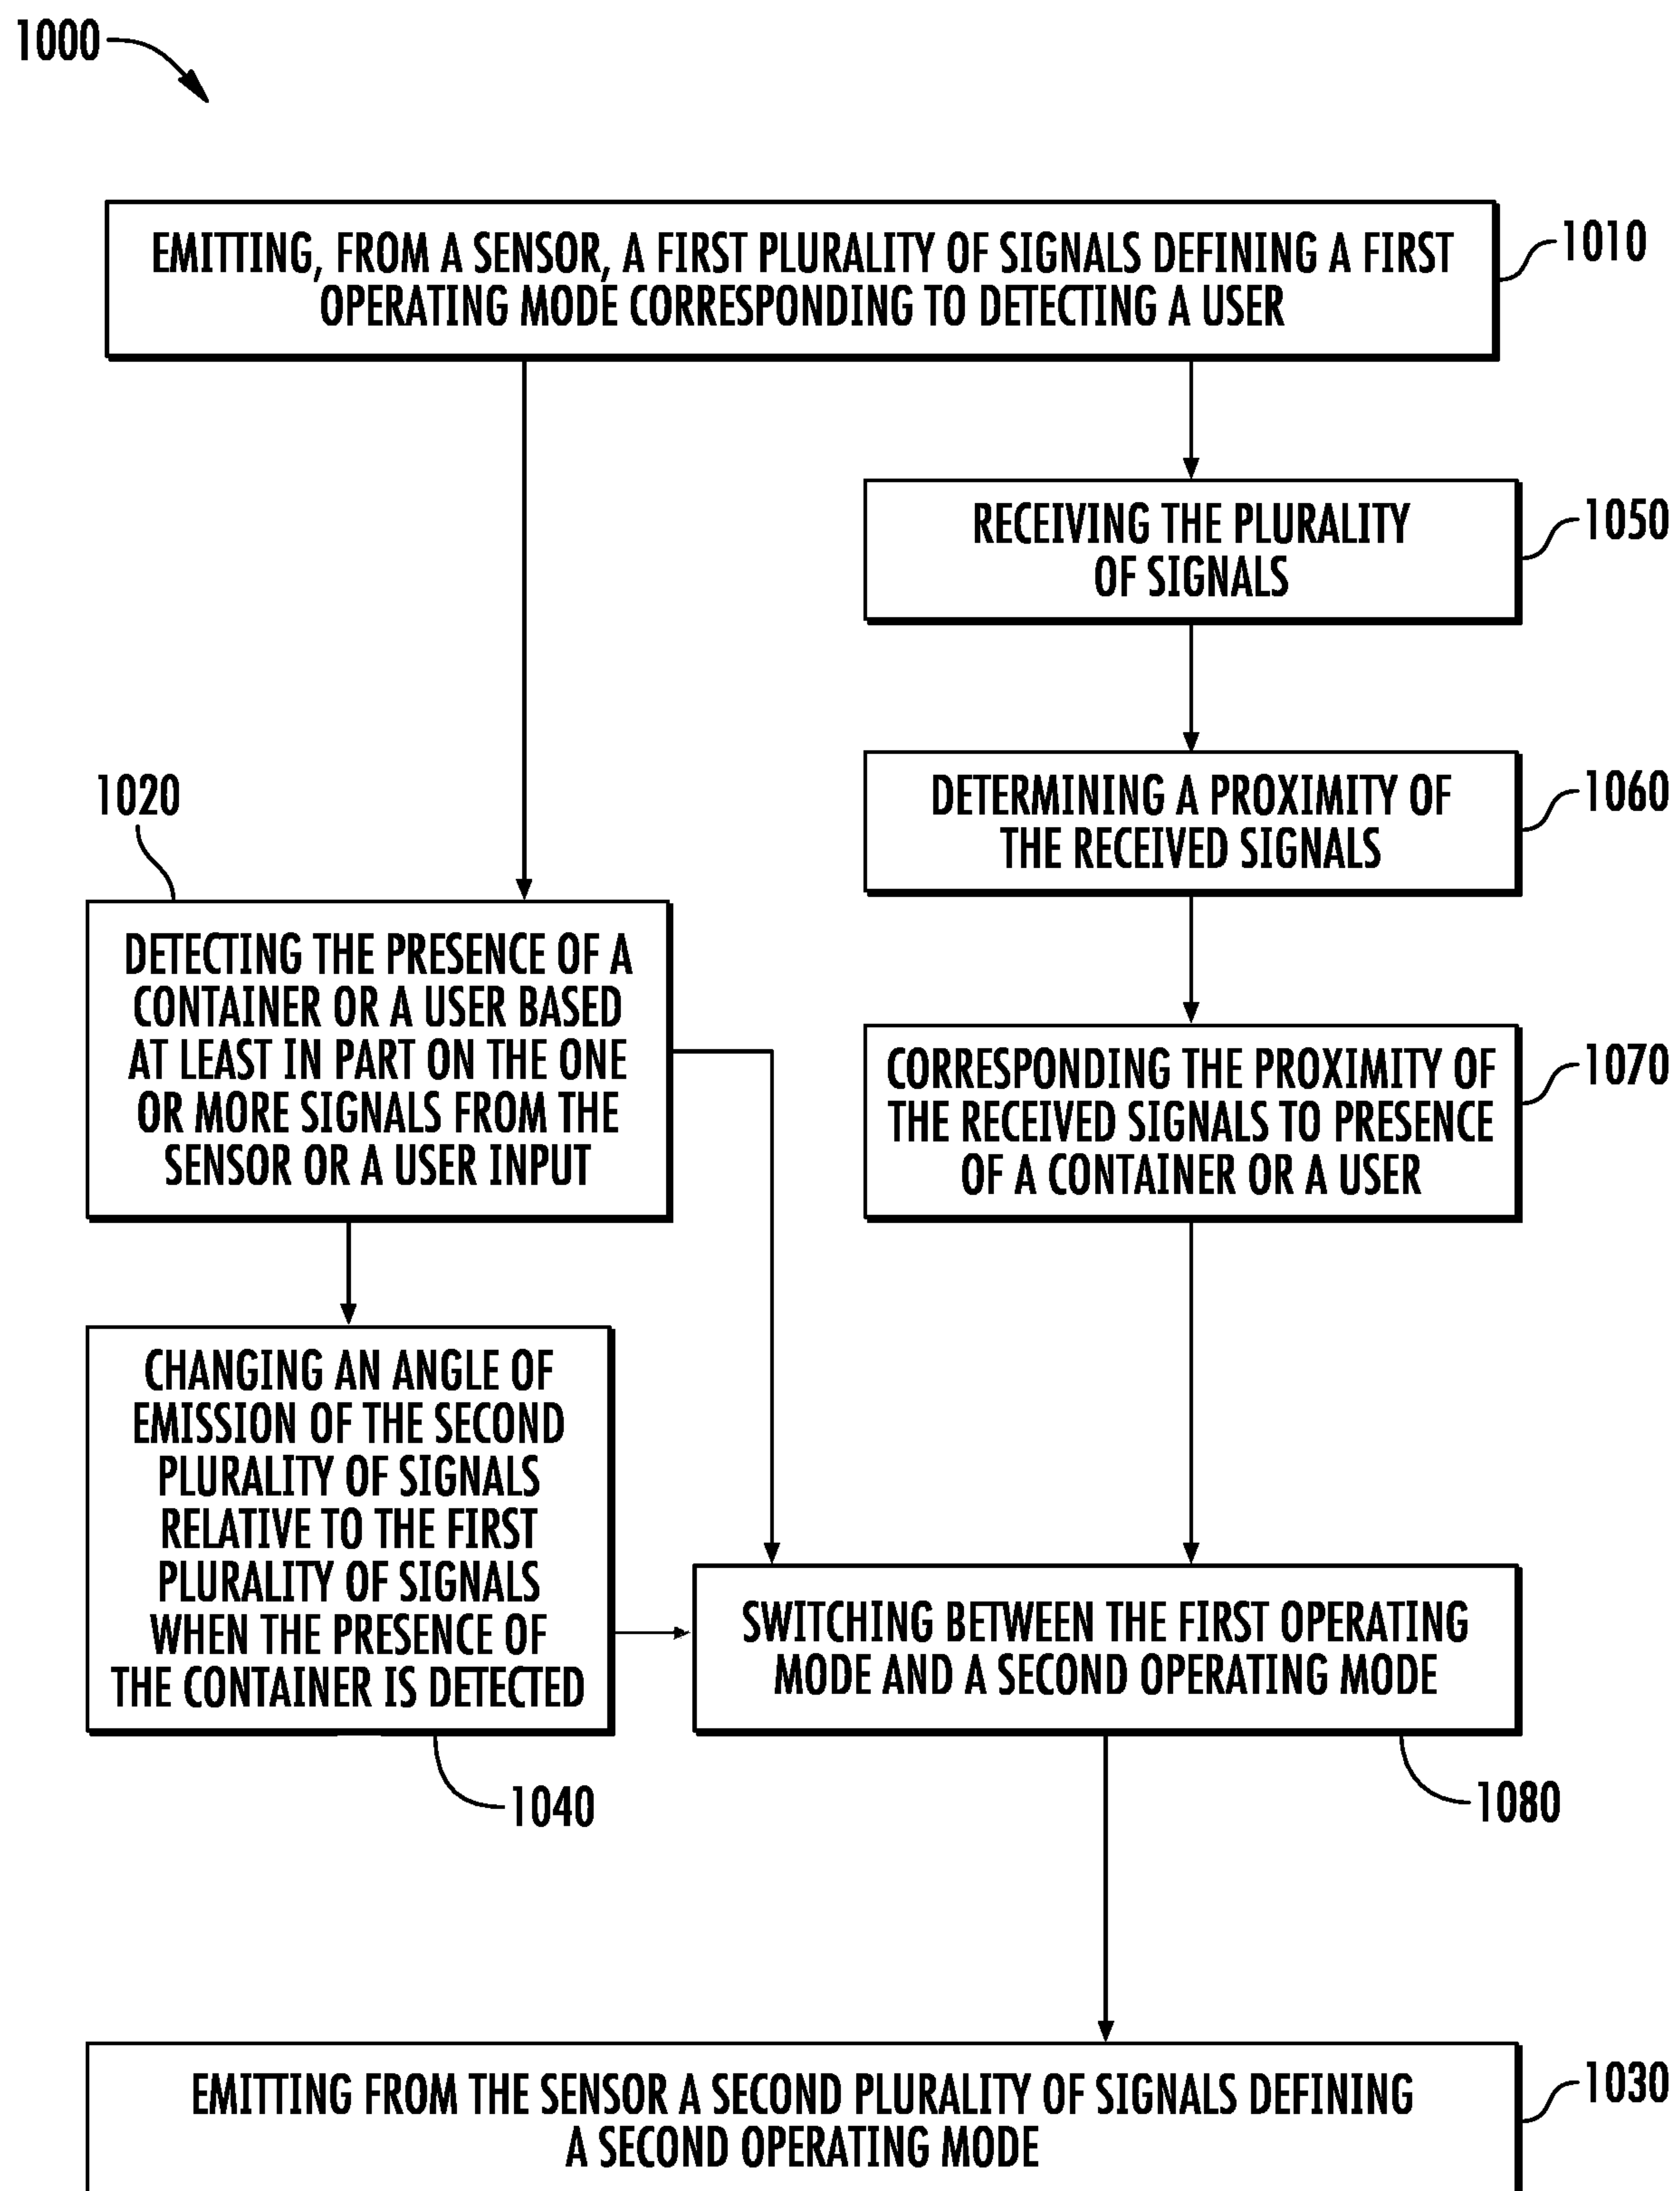 1000
EMITTING, FROM A SENSOR, A FIRST PLURALITY OF SIGNALS DEFINING A FIRST
OPERATING MODE CORRESPONDING TO DETECTING A USER
1010
RECEIVING THE PLURALITY
OF SIGNALS
1050
DETERMINING A PROXIMITY OF
THE RECEIVED SIGNALS
1060
1020
DETECTING THE PRESENCE OF A
CONTAINER OR A USER BASED
AT LEAST IN PART ON THE ONE
OR MORE SIGNALS FROM THE
SENSOR OR A USER INPUT
CORRESPONDING THE PROXIMITY OF
THE RECEIVED SIGNALS TO PRESENCE
OF A CONTAINER OR A USER
1070
CHANGING AN ANGLE OF
EMISSION OF THE SECOND
PLURALITY OF SIGNALS
RELATIVE TO THE FIRST
PLURALITY OF SIGNALS
WHEN THE PRESENCE OF
THE CONTAINER IS DETECTED
1040
SWITCHING BETWEEN THE FIRST OPERATING
MODE AND A SECOND OPERATING MODE
1080
EMITTING FROM THE SENSOR A SECOND PLURALITY OF SIGNALS DEFINING
A SECOND OPERATING MODE
1030